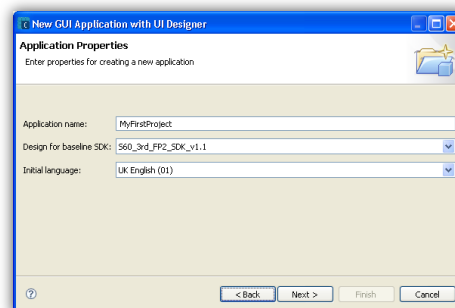 New GUI Application with UI Designer
Application Properties
Enter properties for creating a new application
Application name: MyFirstProject
Design for baseline SDK: S60_3rd_FP2_SDK_v1.1
Initial language: UK English (01)
< Back Next > Finish Cancel